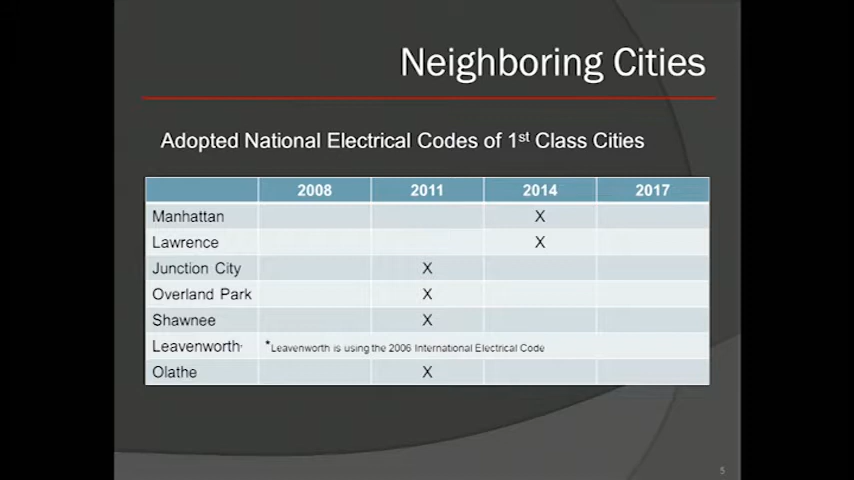 Neighboring Cities
Adopted National Electrical Codes of 1st Class Cities
2008 2011 2014 2017
Manhattan X
Lawrence X
Junction City X
Overland Park X
Shawnee X
Leavenworth* *Leavenworth is using the 2006 International Electrical Code
Olathe X
5